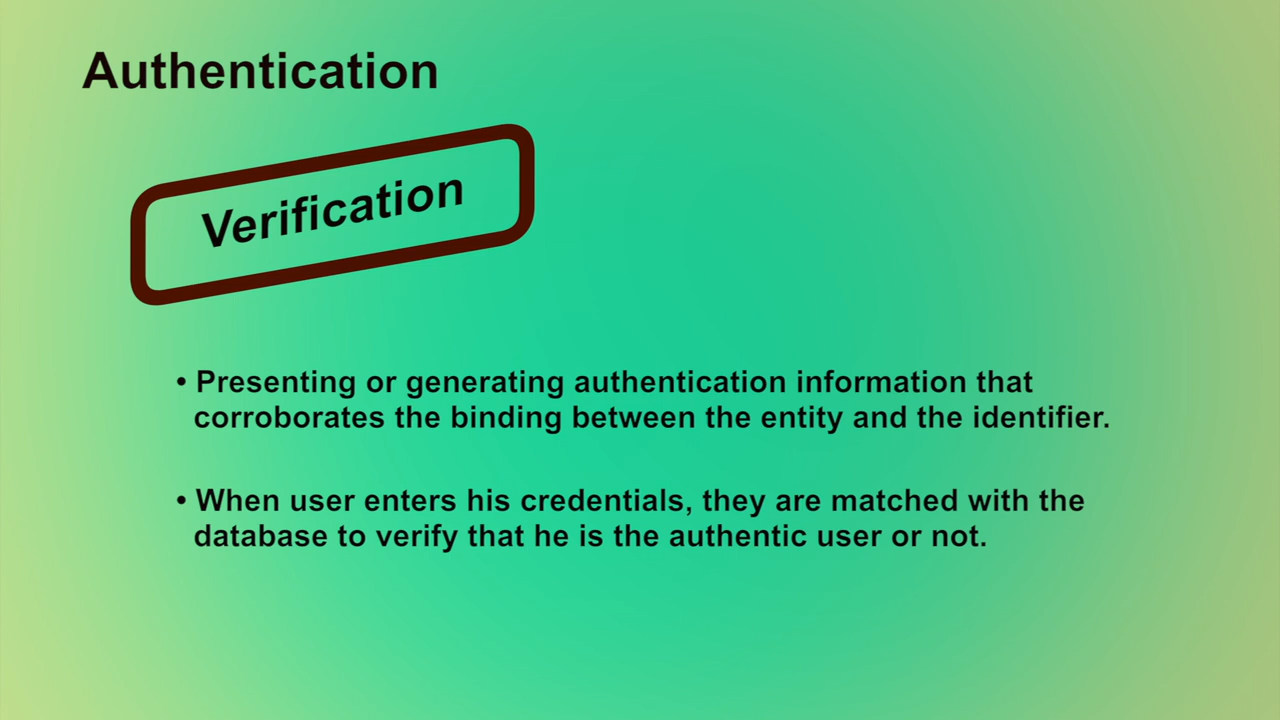 Authentication
Verification
• Presenting or generating authentication information that
corroborates the binding between the entity and the identifier.
• When user enters his credentials, they are matched with the
database to verify that he is the authentic user or not.